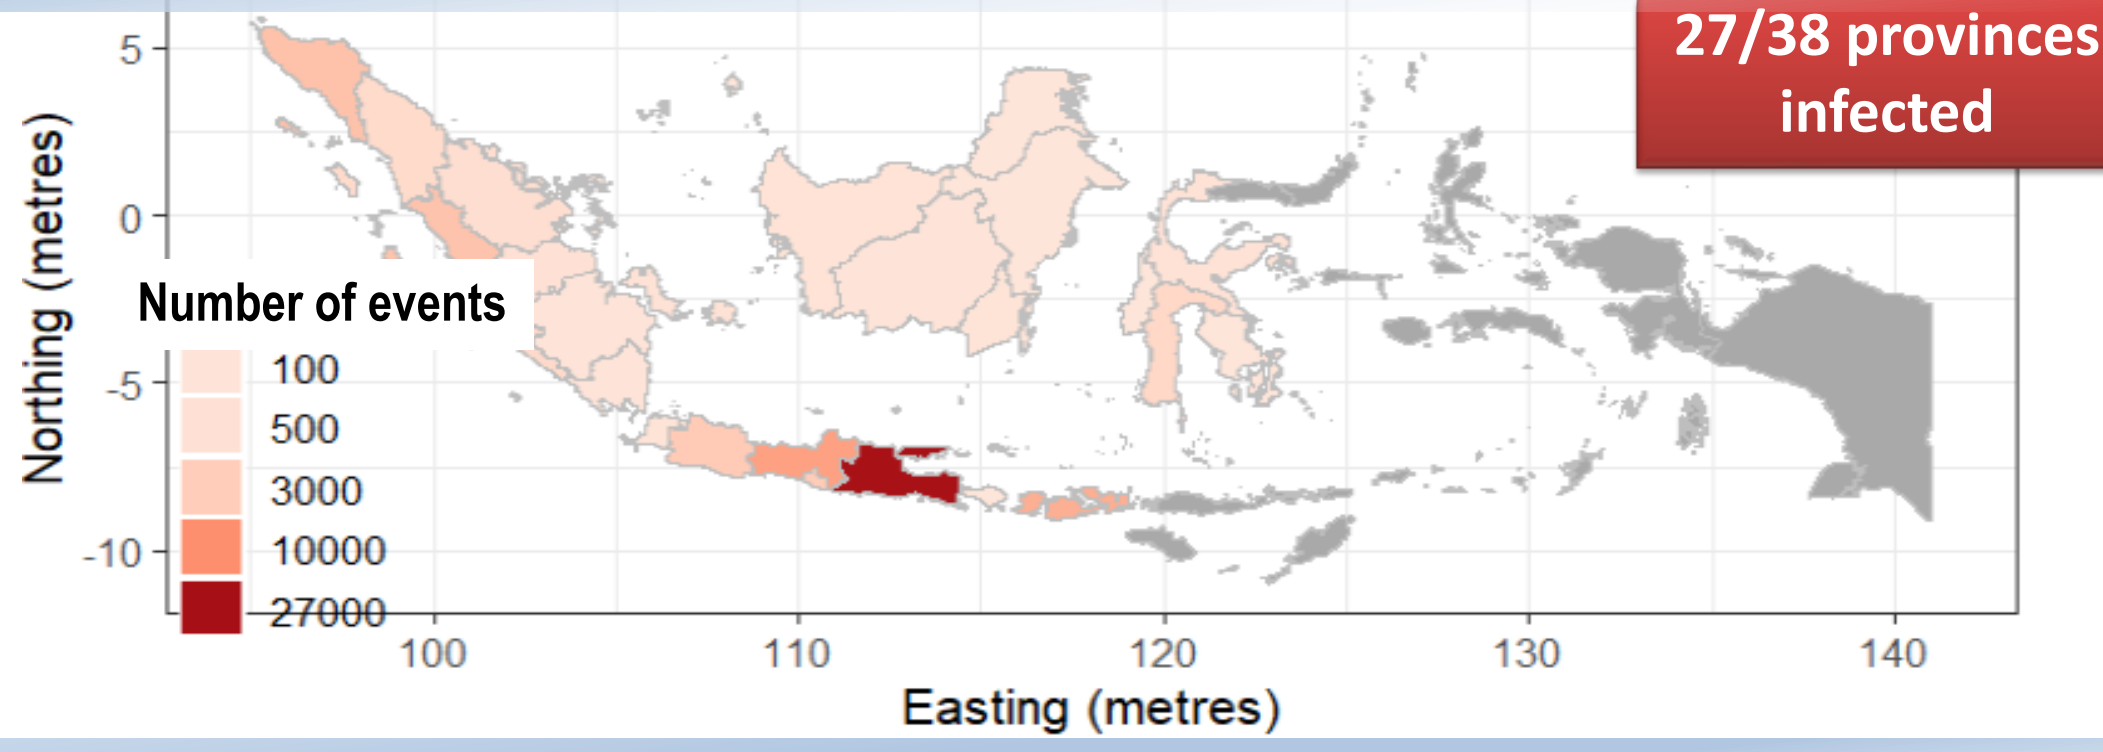 27/38 provinces
infected
5
0
-5
-10
Northing (metres)
Number of events
100
500
3000
10000
27000
100
110
120
130
140
Easting (metres)